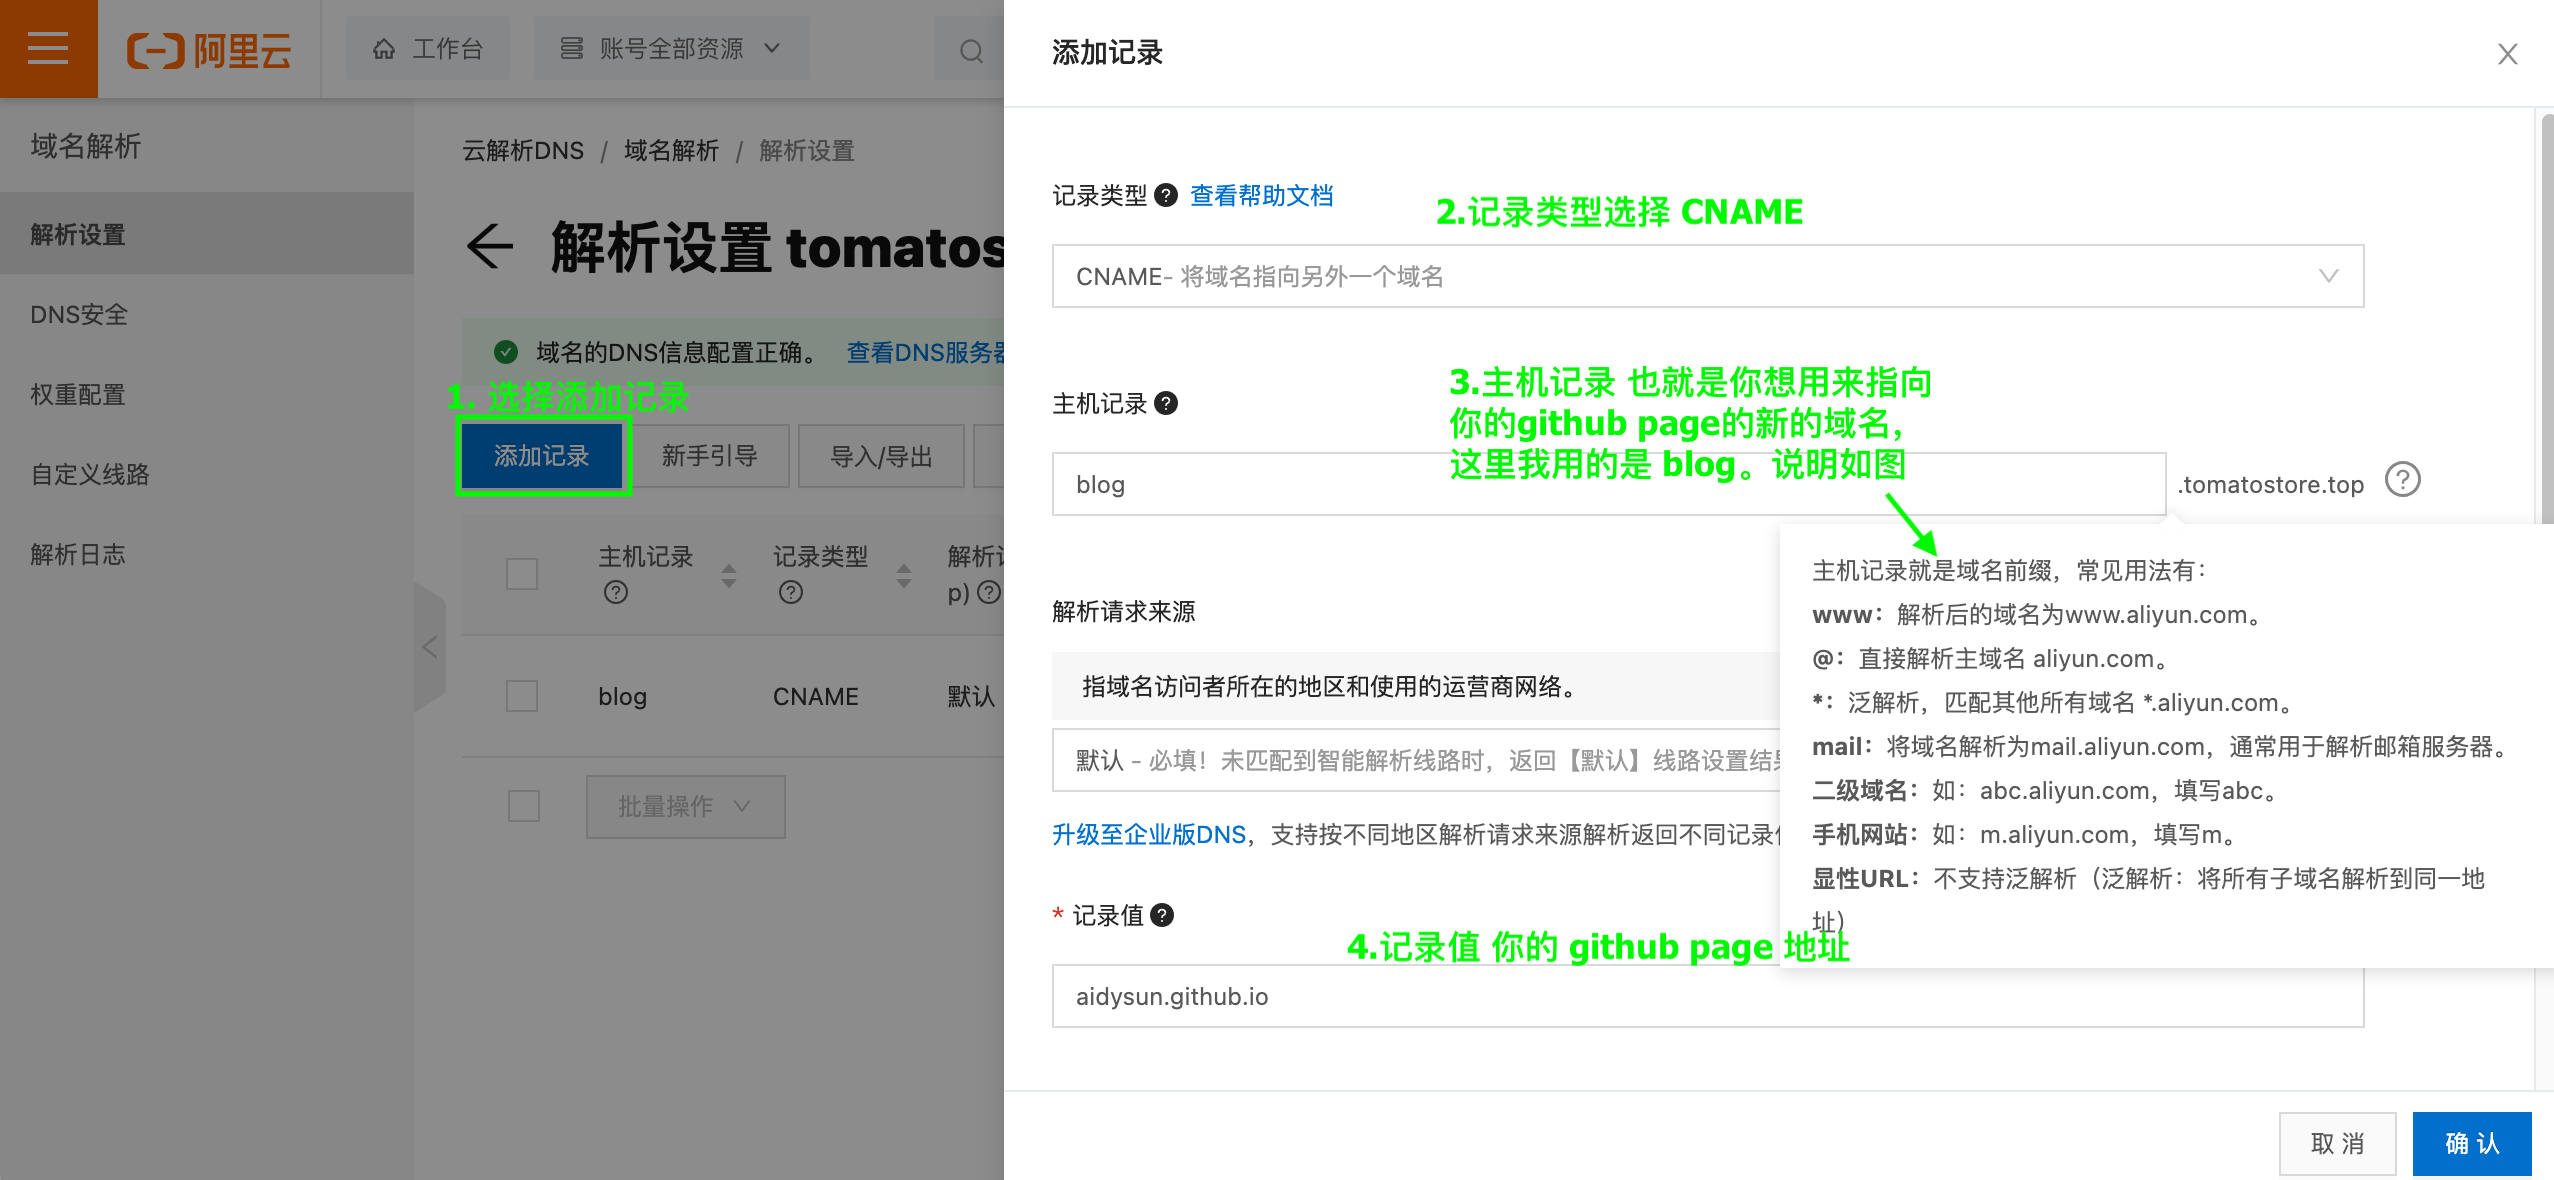 阿里云
工作台
账号全部资源
域名解析
解析设置
DNS安全
权重配置
自定义线路
解析日志
云解析DNS / 域名解析 / 解析设置
解析设置 tomatos
域名的DNS信息配置正确。 查看DNS服务器
1. 选择添加记录
添加记录 新手引导 导入/导出
主机记录 记录类型 解析
p)
blog CNAME 默认
批量操作
添加记录
记录类型 查看帮助文档
2.记录类型选择 CNAME
CNAME- 将域名指向另外一个域名
主机记录
3.主机记录 也就是你想用来指向
你的github page的新的域名,
这里我用的是 blog。说明如图
blog .tomatostore.top
主机记录就是域名前缀，常见用法有：
www：解析后的域名为www.aliyun.com。
@：直接解析主域名 aliyun.com。
*：泛解析，匹配其他所有域名 *.aliyun.com。
mail：将域名解析为mail.aliyun.com，通常用于解析邮箱服务器。
二级域名：如：abc.aliyun.com，填写abc。
手机网站：如：m.aliyun.com，填写m。
显性URL：不支持泛解析（泛解析：将所有子域名解析到同一地
址）
解析请求来源
指域名访问者所在的地区和使用的运营商网络。
默认 - 必填！未匹配到智能解析线路时，返回【默认】线路设置结果
升级至企业版DNS，支持按不同地区解析请求来源解析返回不同记录
* 记录值
4.记录值 你的 github page 地址
aidysun.github.io
取 消 确 认